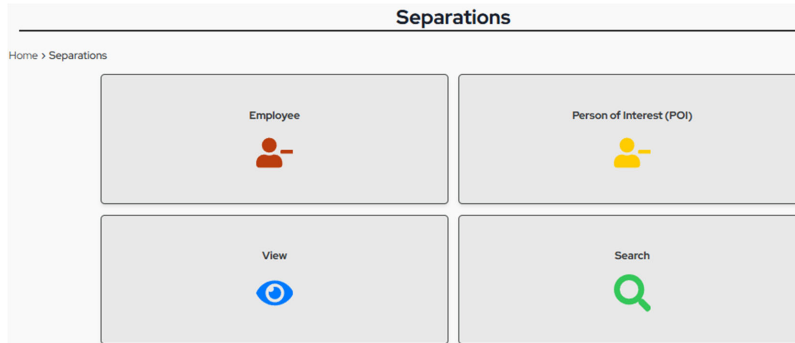 Separations
Home > Separations
Employee
Person of Interest (POI)
View
Search